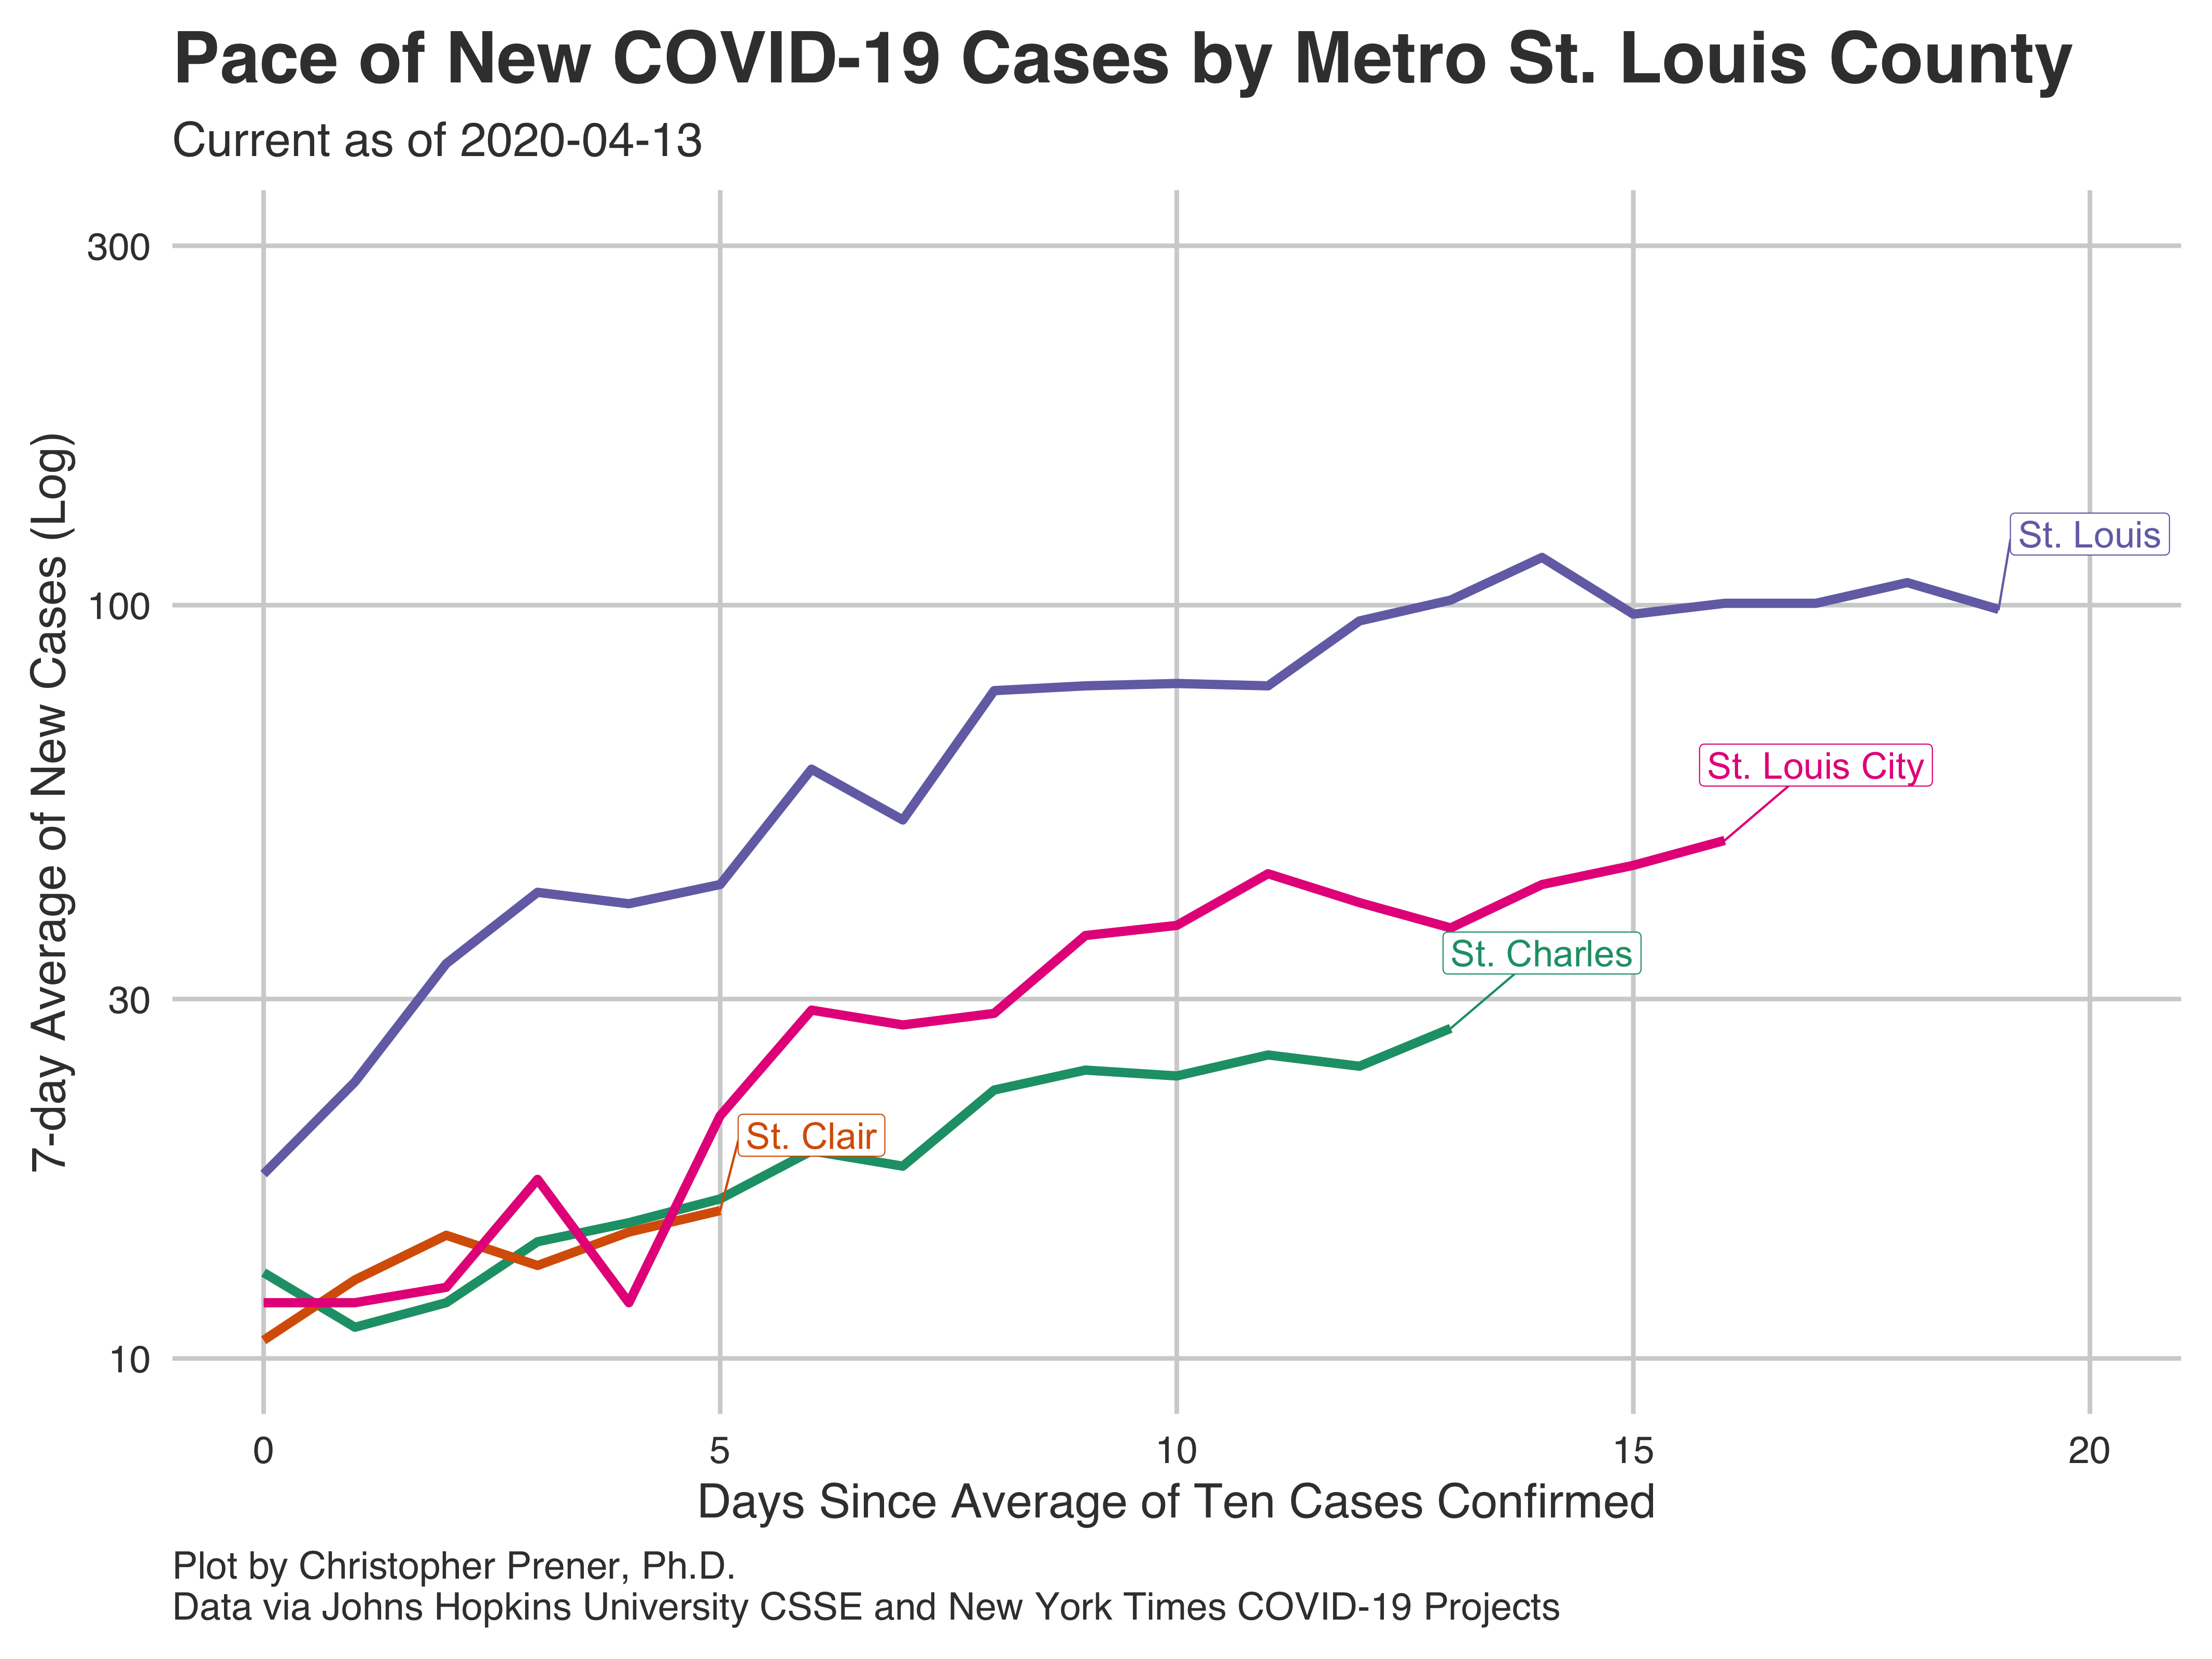 Pace of New COVID-19 Cases by Metro St. Louis County
Current as of 2020-04-13
7-day Average of New Cases (Log)
300
100
30
10
St. Louis
St. Louis City
St. Charles
St. Clair
0 5 10 15 20
Days Since Average of Ten Cases Confirmed
Plot by Christopher Prener, Ph.D.
Data via Johns Hopkins University CSSE and New York Times COVID-19 Projects